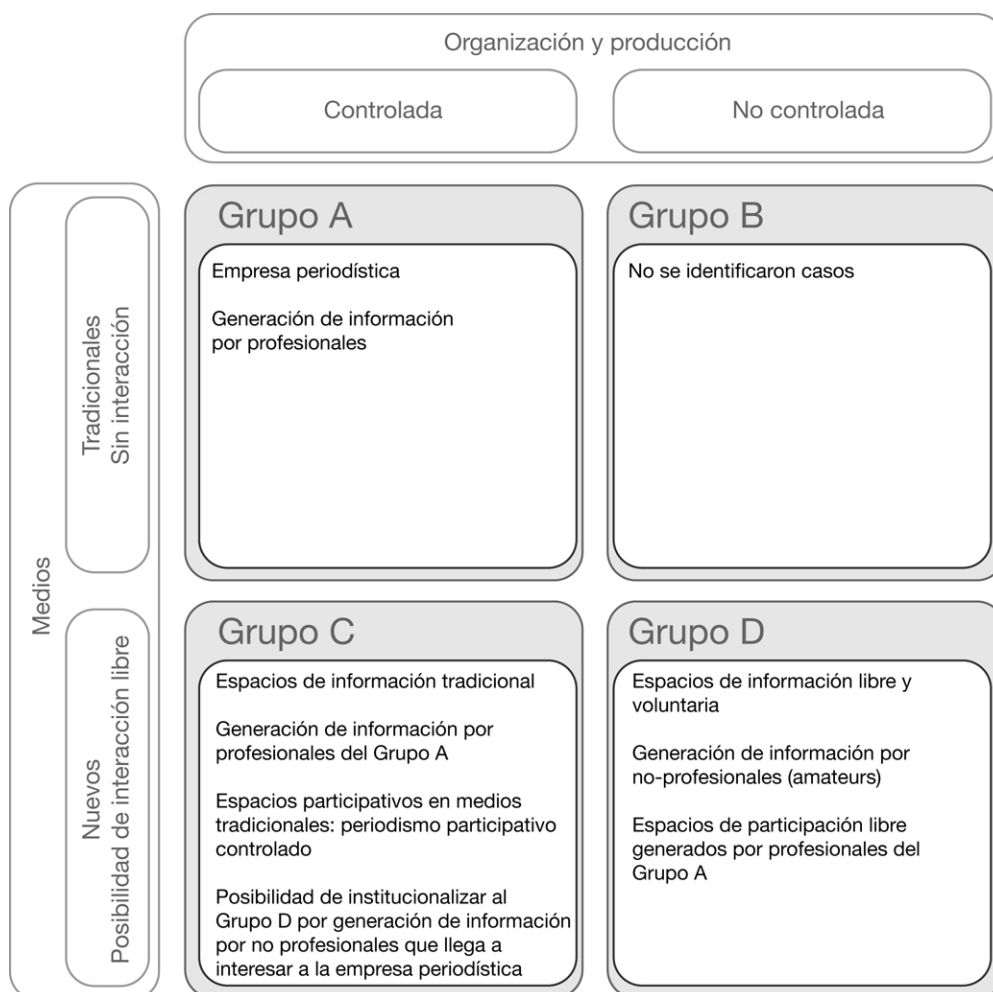 Organización y producción
Controlada
No controlada
Medios
Tradicionales
Sin interacción
Nuevos
Posibilidad de interacción libre
Grupo A
Empresa periodística
Generación de información
por profesionales
Grupo B
No se identificaron casos
Grupo C
Espacios de información tradicional
Generación de información por
profesionales del Grupo A
Espacios participativos en medios
tradicionales: periodismo participativo
controlado
Posibilidad de institucionalizar al
Grupo D por generación de información
por no profesionales que llega a
interesar a la empresa periodística
Grupo D
Espacios de información libre y
voluntaria
Generación de información por
no-profesionales (amateurs)
Espacios de participación libre
generados por profesionales del
Grupo A